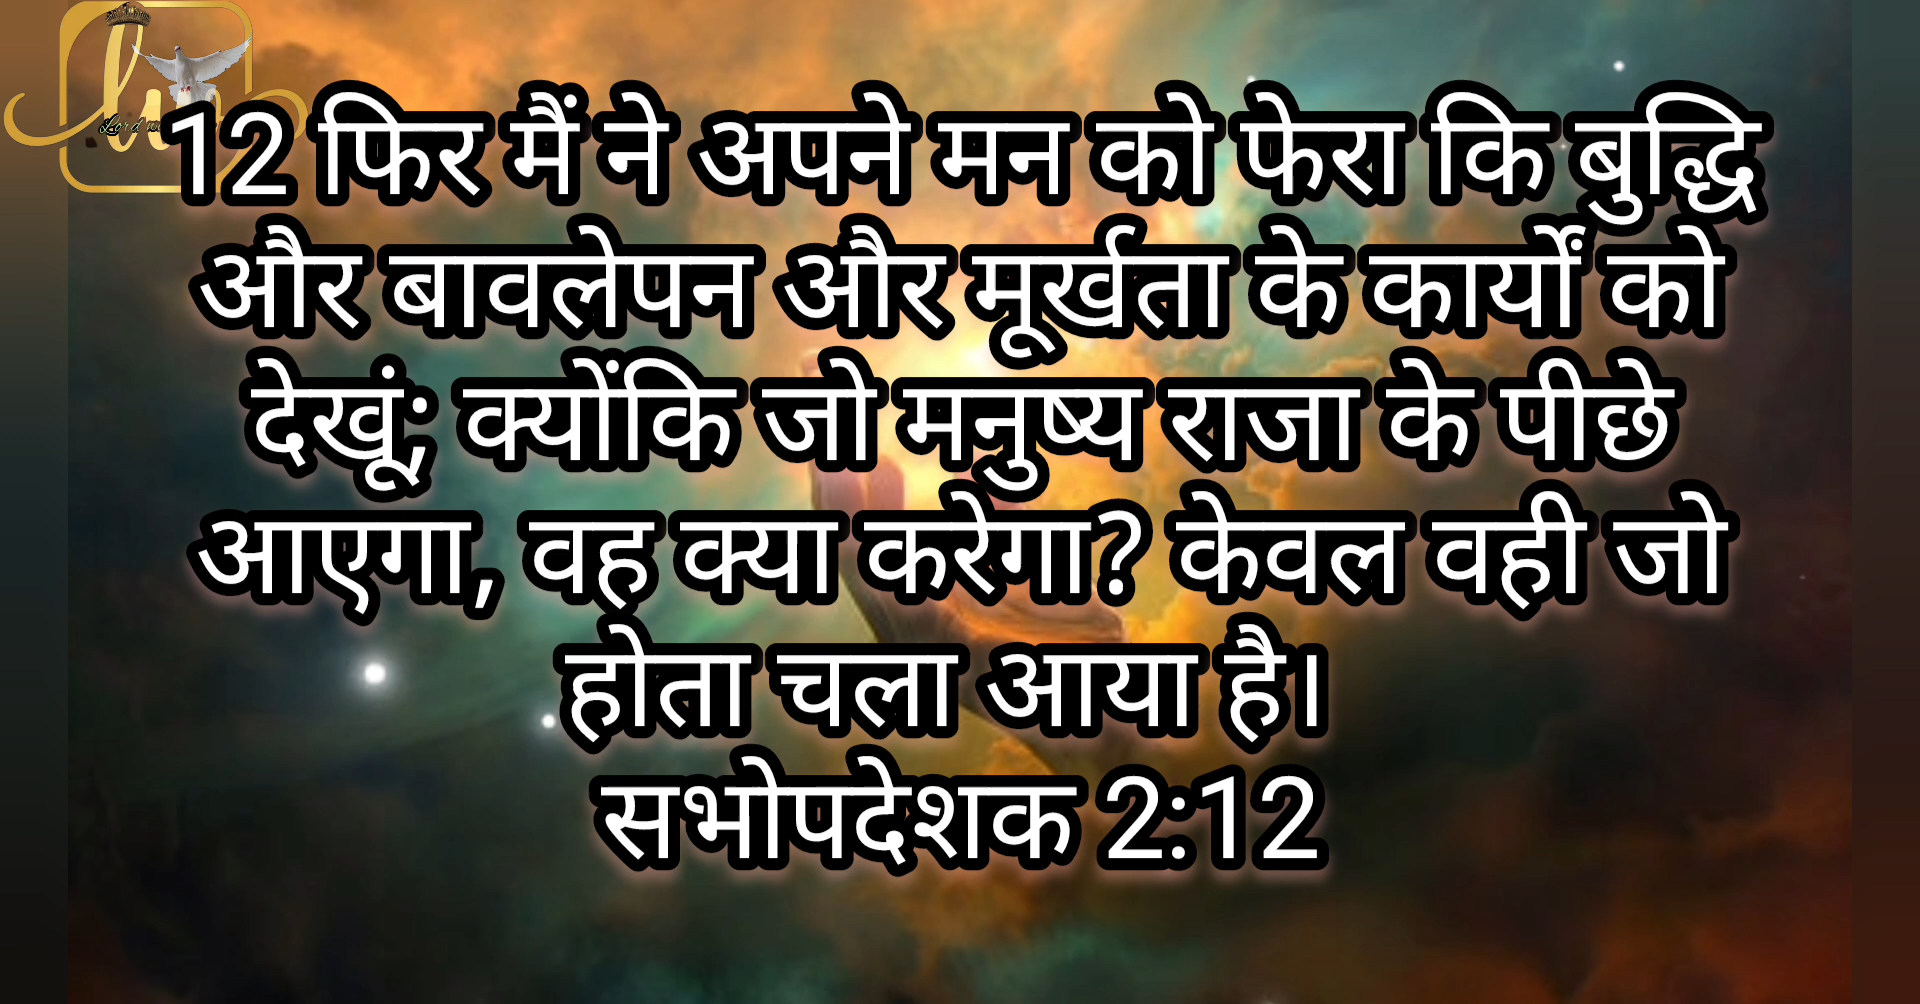 12 फिर मैं ने अपने मन को फेरा कि बुद्धि
और बावलेपन और मूर्खता के कार्यों को
देखूं; क्योंकि जो मनुष्य राजा के पीछे
आएगा, वह क्या करेगा? केवल वही जो
होता चला आया है।
सभोपदेशक 2:12
Lord